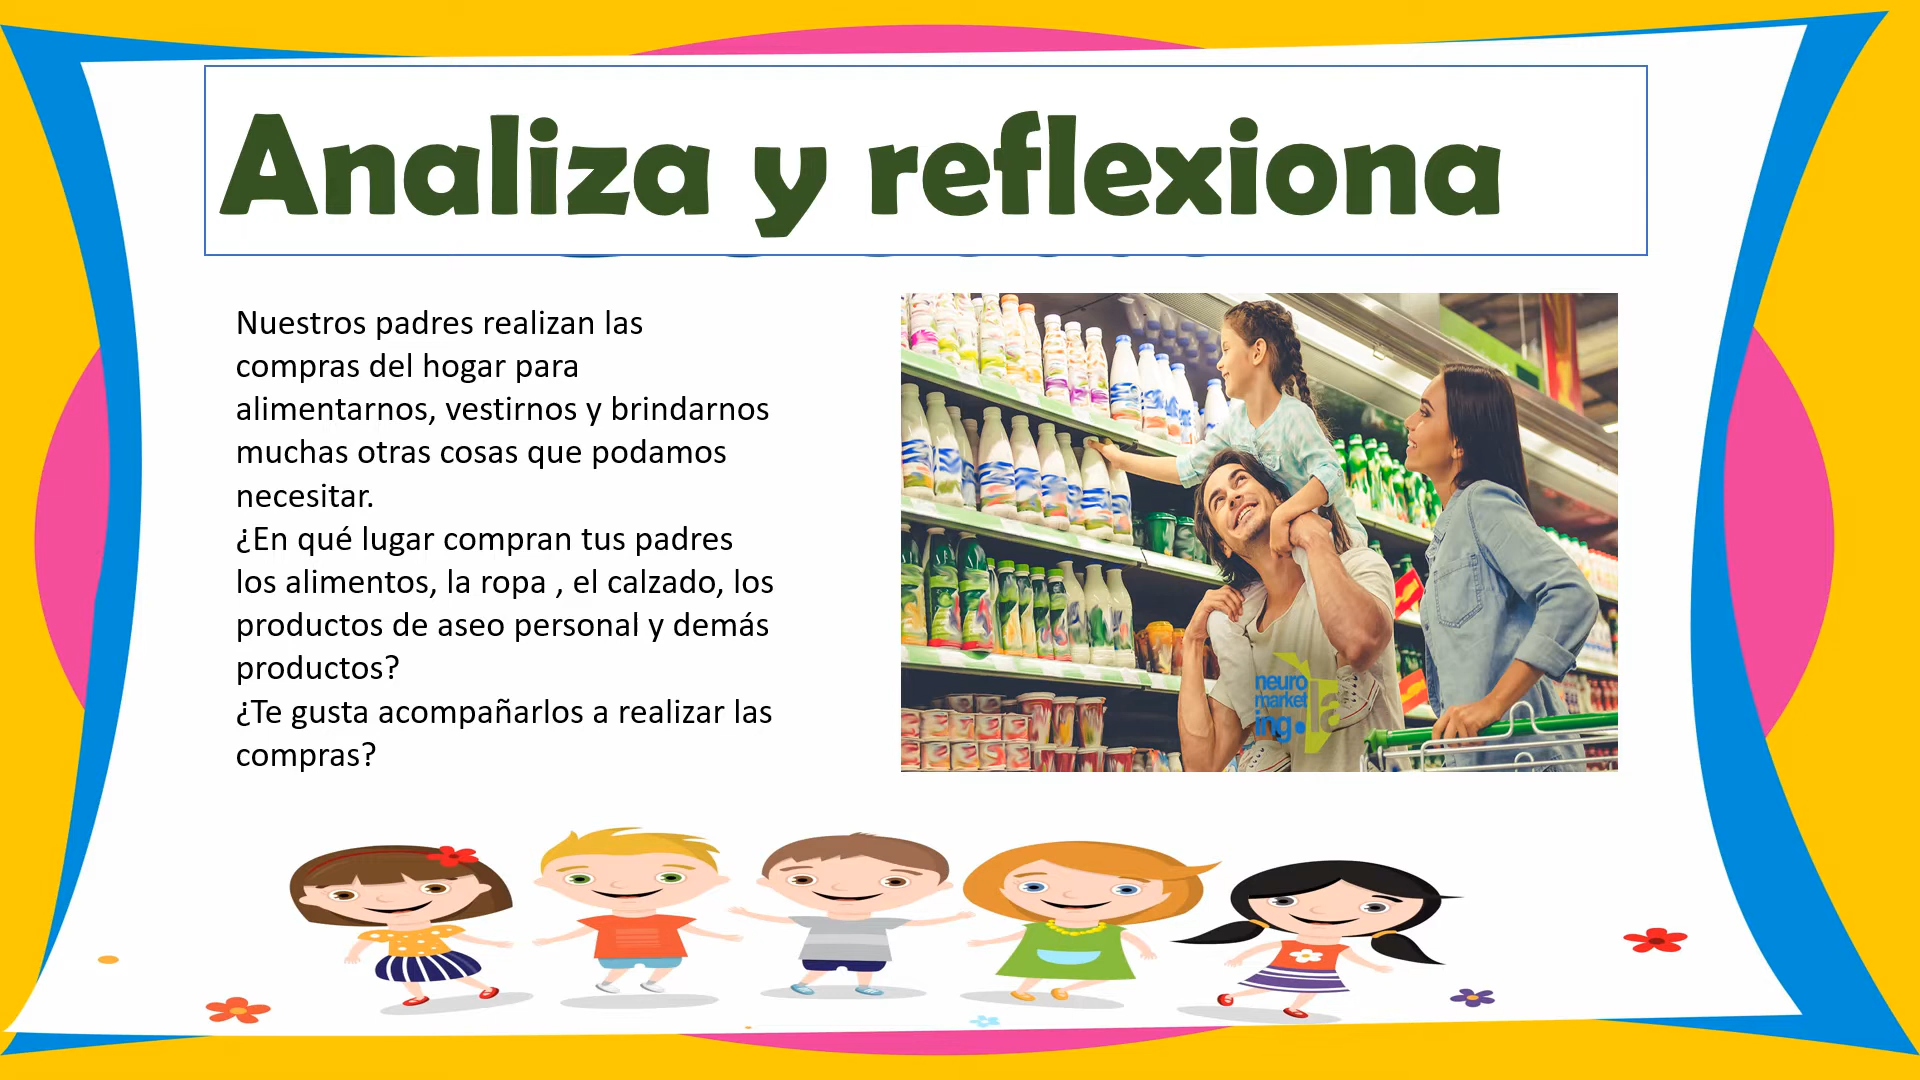 Analiza y reflexiona
Nuestros padres realizan las
compras del hogar para
alimentarnos, vestirnos y brindarnos
muchas otras cosas que podamos
necesitar.
¿En qué lugar compran tus padres
los alimentos, la ropa , el calzado, los
productos de aseo personal y demás
productos?
¿Te gusta acompañarlos a realizar las
compras?
neuro
market
ing.la